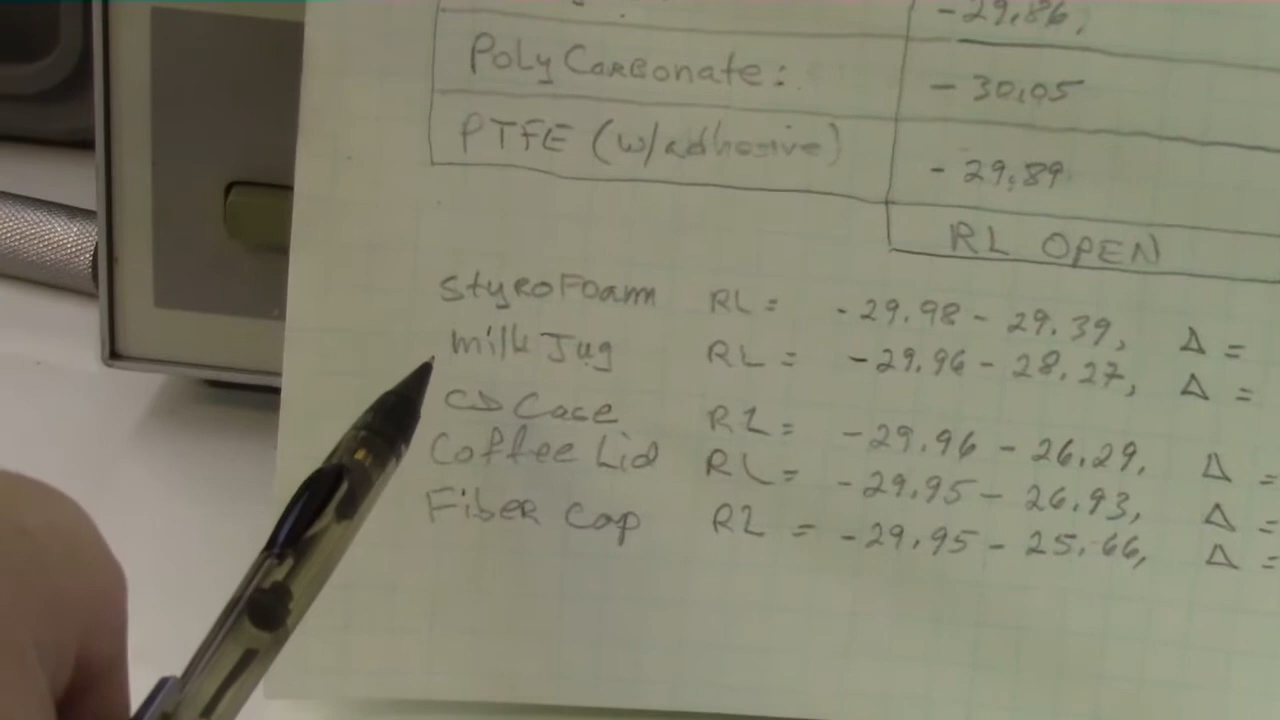 -29.86,
Poly Carbonate: -30.05
PTFE (w/adhesive) -29.89
RL OPEN
Styrofoam RL = -29.98 - 29.39, Δ =
milk Jug RL = -29.96 - 28.27, Δ =
CD Case RL = -29.96 - 26.29, Δ =
Coffee Lid RL = -29.95 - 26.93, Δ =
Fiber Cap RL = -29.95 - 25.66, Δ =